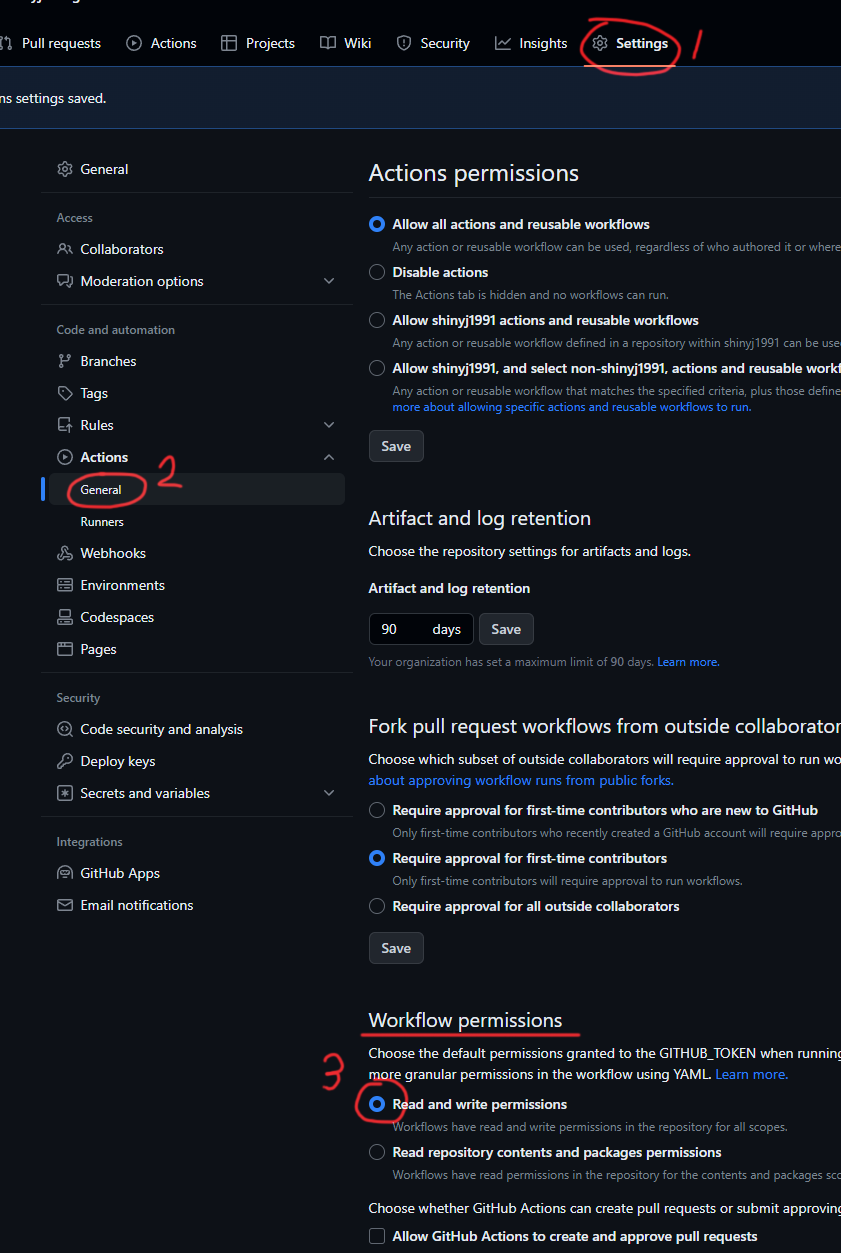 Pull requests
Actions
Projects
Wiki
Security
Insights
Settings
1
ns settings saved.
General
Access
Collaborators
Moderation options
Code and automation
Branches
Tags
Rules
Actions
2
General
Runners
Webhooks
Environments
Codespaces
Pages
Security
Code security and analysis
Deploy keys
Secrets and variables
Integrations
GitHub Apps
Email notifications
Actions permissions
Allow all actions and reusable workflows
Any action or reusable workflow can be used, regardless of who authored it or where
Disable actions
The Actions tab is hidden and no workflows can run.
Allow shinyj1991 actions and reusable workflows
Any action or reusable workflow defined in a repository within shinyj1991 can be use
Allow shinyj1991, and select non-shinyj1991, actions and reusable workf
Any action or reusable workflow that matches the specified criteria, plus those define
more about allowing specific actions and reusable workflows to run.
Save
Artifact and log retention
Choose the repository settings for artifacts and logs.
Artifact and log retention
90 days Save
Your organization has set a maximum limit of 90 days. Learn more.
Fork pull request workflows from outside collaborator
Choose which subset of outside collaborators will require approval to run wo
about approving workflow runs from public forks.
Require approval for first-time contributors who are new to GitHub
Only first-time contributors who recently created a GitHub account will require appro
Require approval for first-time contributors
Only first-time contributors will require approval to run workflows.
Require approval for all outside collaborators
Save
Workflow permissions
Choose the default permissions granted to the GITHUB_TOKEN when running
more granular permissions in the workflow using YAML. Learn more.
3
Read and write permissions
Workflows have read and write permissions in the repository for all scopes.
Read repository contents and packages permissions
Workflows have read permissions in the repository for the contents and packages sco
Choose whether GitHub Actions can create pull requests or submit approving
Allow GitHub Actions to create and approve pull requests